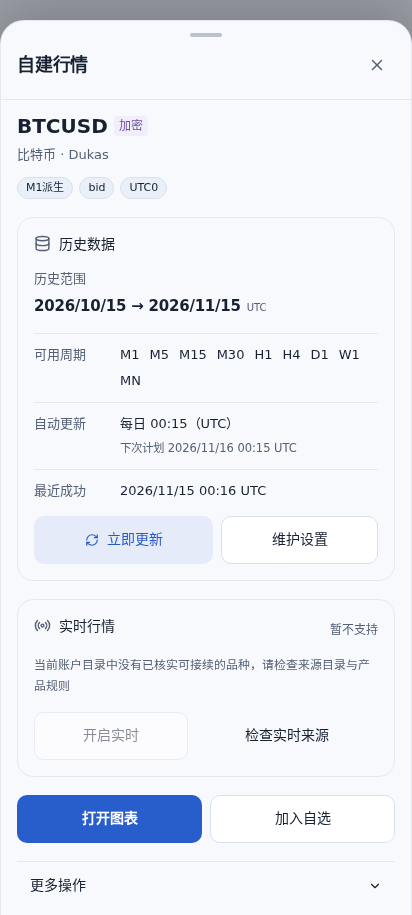 自建行情
BTCUSD 加密
比特币 · Dukas
M1派生 bid UTC0
历史数据
历史范围
2026/10/15 → 2026/11/15 UTC
可用周期 M1 M5 M15 M30 H1 H4 D1 W1
MN
自动更新 每日 00:15（UTC）
下次计划 2026/11/16 00:15 UTC
最近成功 2026/11/15 00:16 UTC
立即更新 维护设置
实时行情 暂不支持
当前账户目录中没有已核实可接续的品种，请检查来源目录与产
品规则
开启实时 检查实时来源
打开图表 加入自选
更多操作